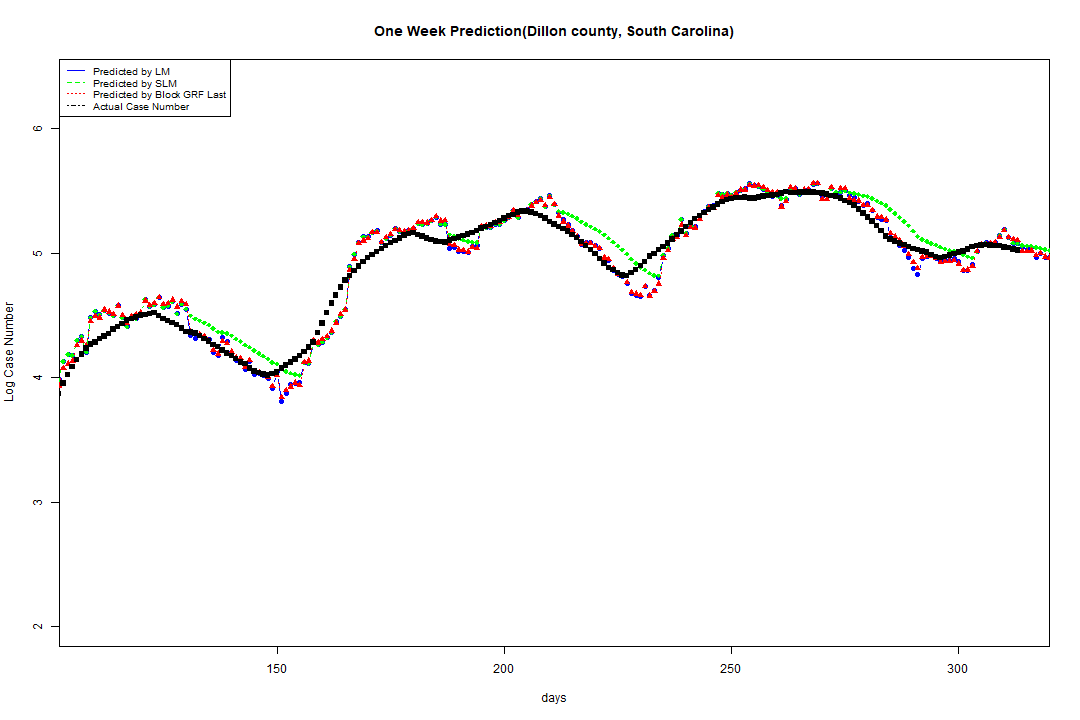 One Week Prediction(Dillon county, South Carolina)
Predicted by LM
Predicted by SLM
Predicted by Block GRF Last
Actual Case Number
6
5
4
3
2
Log Case Number
150
200
250
300
days